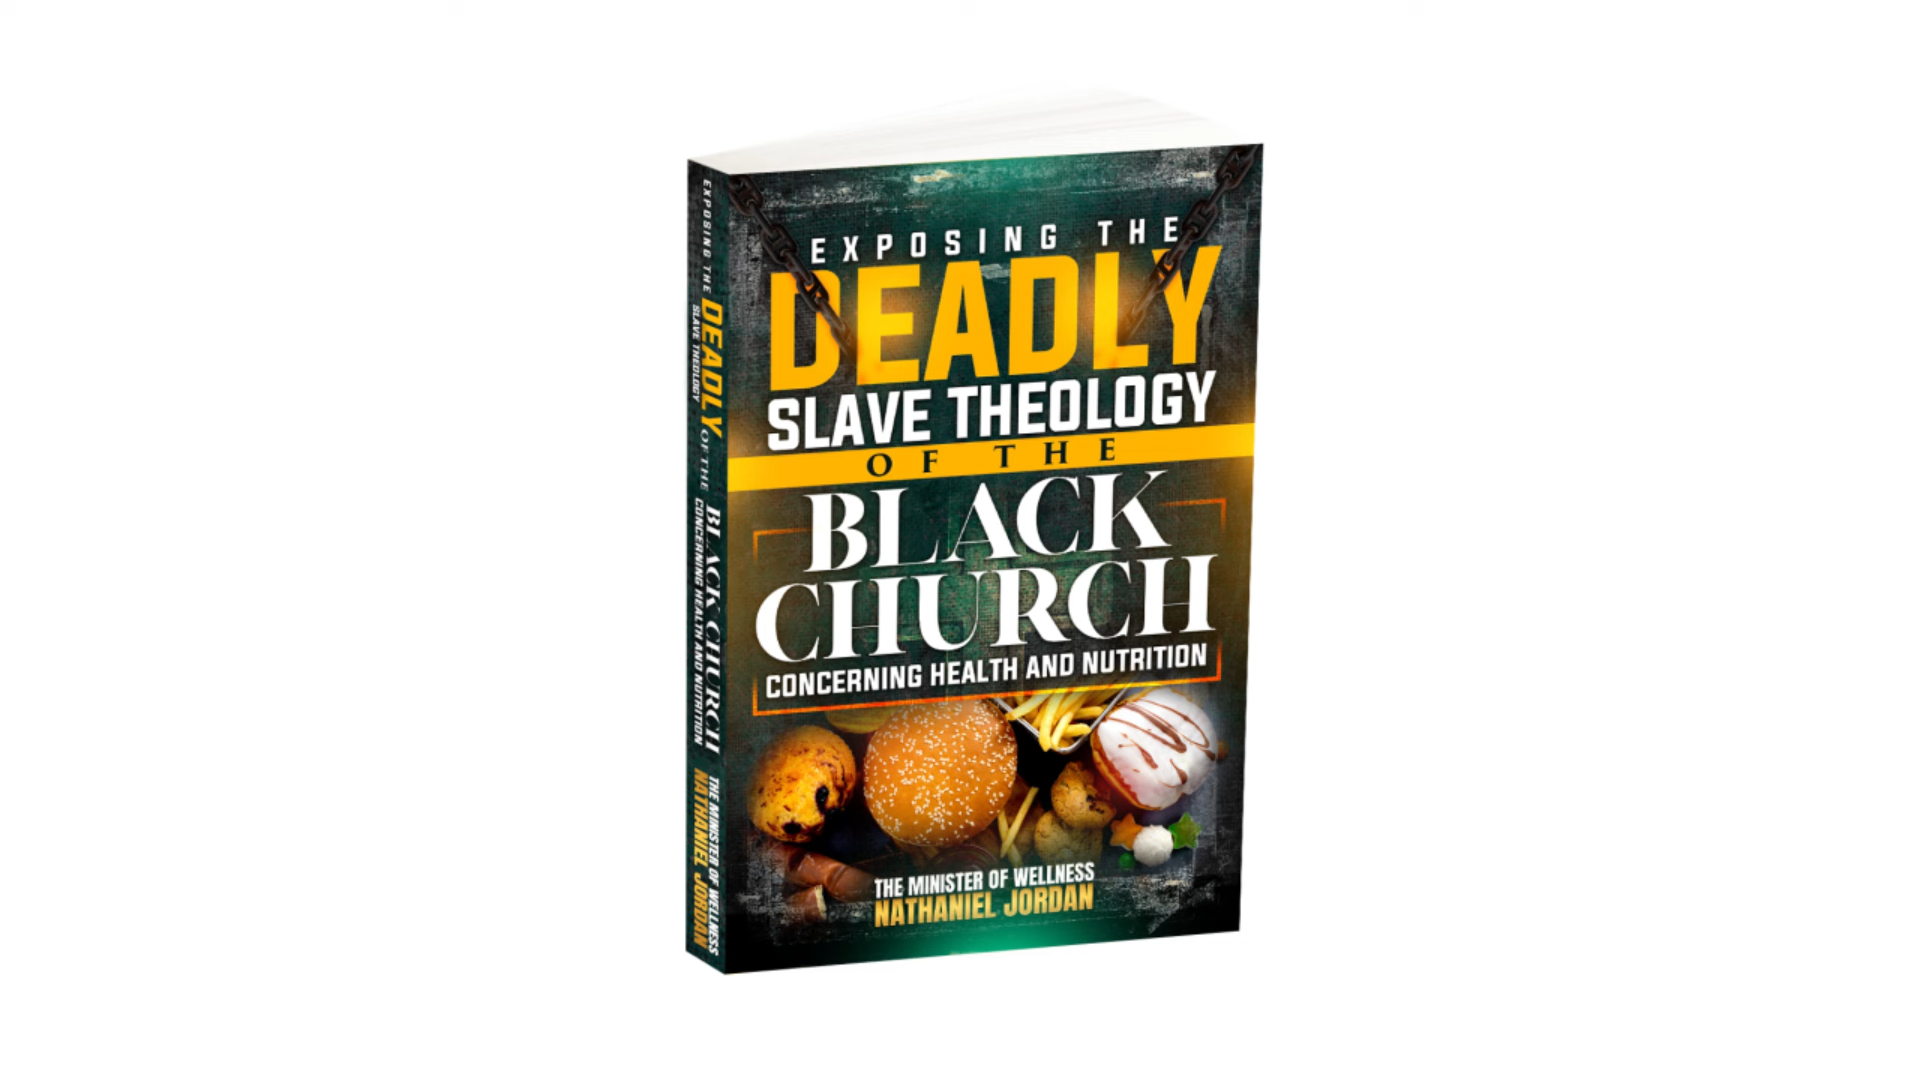 EXPOSING THE
DEADLY
SLAVE THEOLOGY
OF THE
BLACK
CHURCH
CONCERNING HEALTH AND NUTRITION
THE MINISTER OF WELLNESS
NATHANIEL JORDAN
EXPOSING THE DEADLY OF THE BLACK CHURCH THE MINISTER OF WELLNESS
SLAVE THEOLOGY CONCERNING HEALTH AND NUTRITION NATHANIEL JORDAN